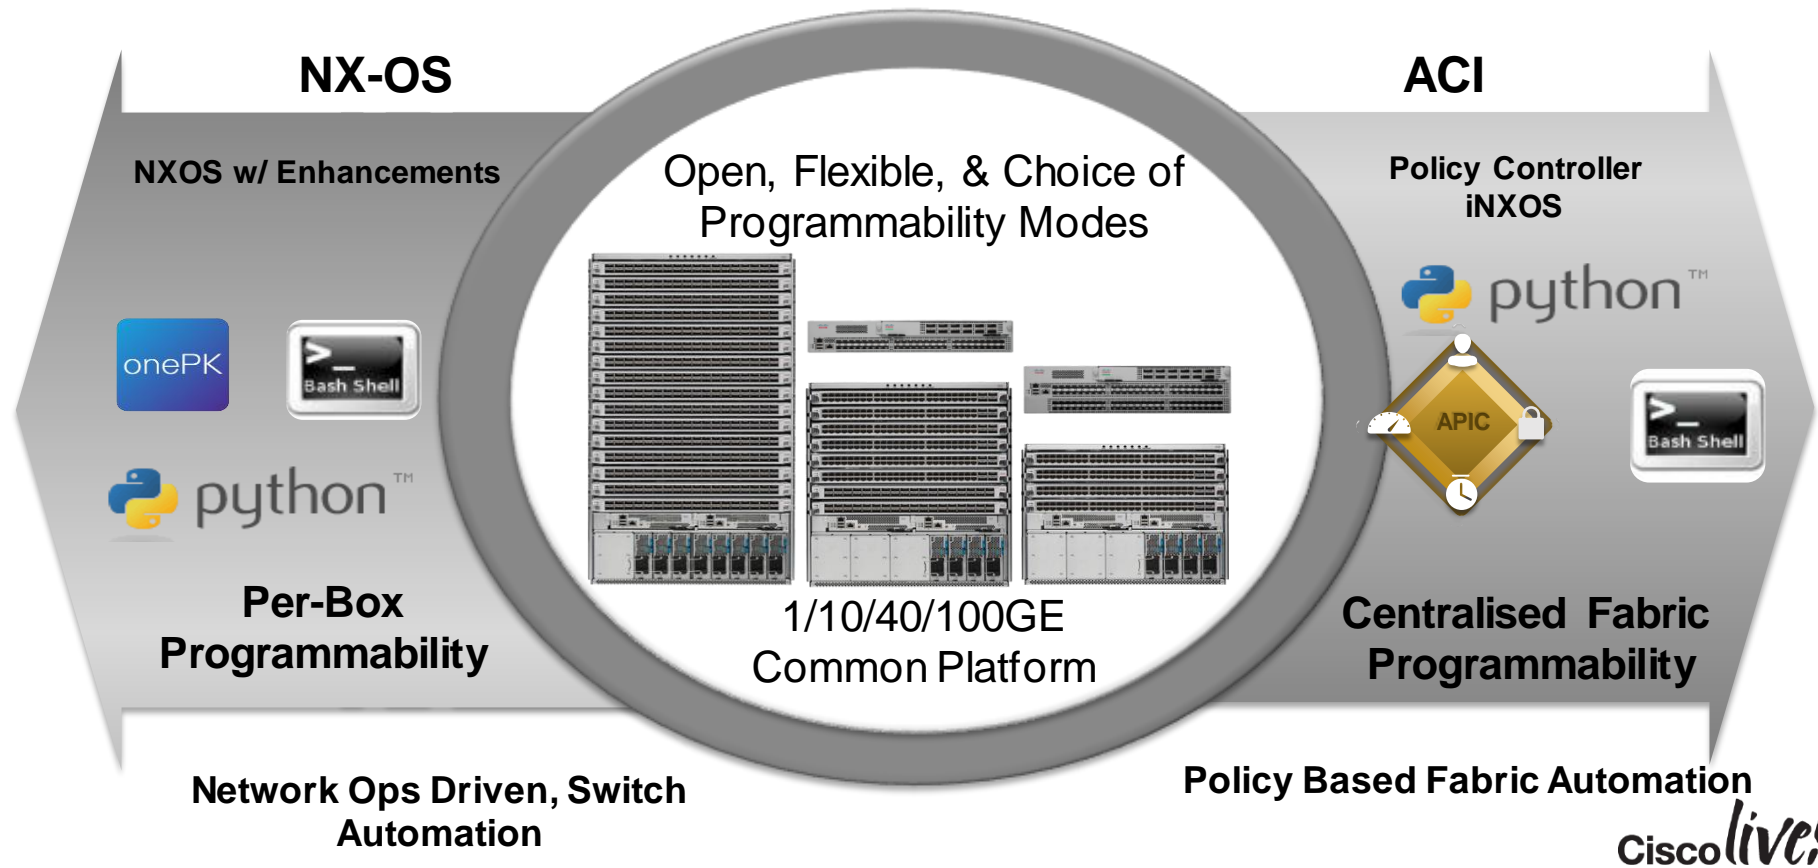 NX-OS
NXOS w/ Enhancements
onePK
>_
Bash Shell
python™
Per-Box
Programmability
Network Ops Driven, Switch
Automation
Open, Flexible, & Choice of
Programmability Modes
1/10/40/100GE
Common Platform
ACI
Policy Controller
iNXOS
python™
APIC
>_
Bash Shell
Centralised Fabric
Programmability
Policy Based Fabric Automation
Cisco live!